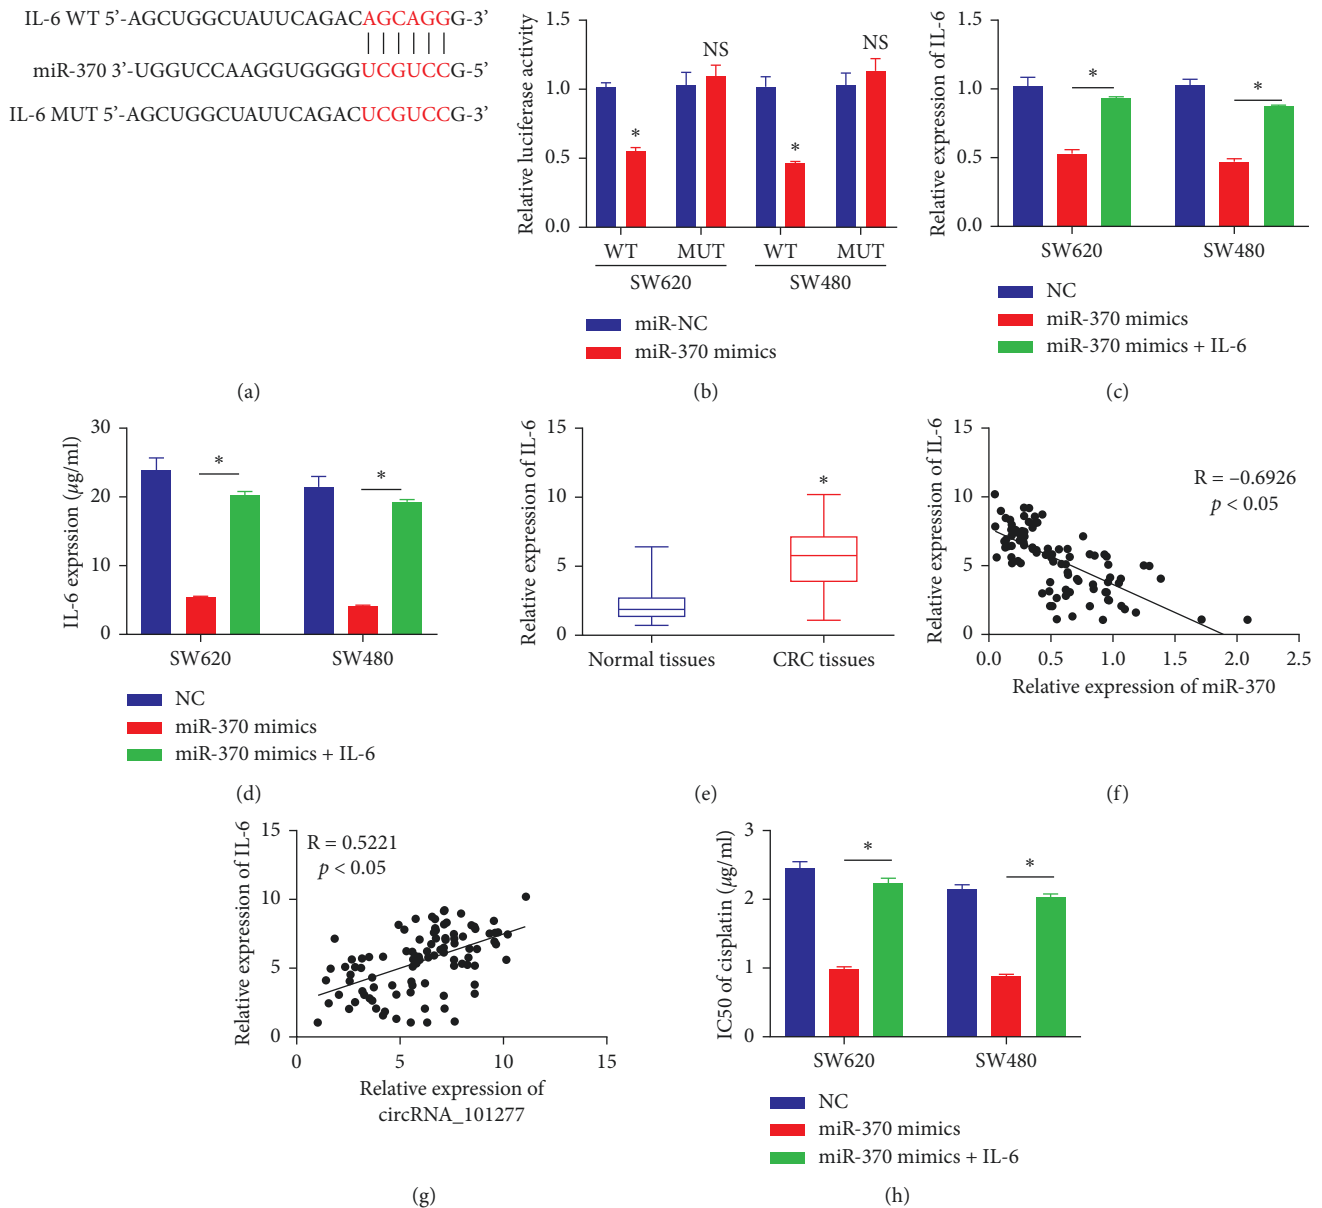 IL-6 WT 5’-AGCUGGCUAUUCAGACAGCAGGG-3’
miR-370 3’-UGGUCCAAGGUGGGGUCGUCCG-5’
IL-6 MUT 5’-AGCUGGCUAUUCAGACUCGUCCG-3’
(a)
Relative luciferase activity
1.5
1.0
0.5
0.0
* NS * NS
WT MUT WT MUT
SW620 SW480
miR-NC
miR-370 mimics
(b)
Relative expression of IL-6
1.5
1.0
0.5
0.0
* *
SW620 SW480
NC
miR-370 mimics
miR-370 mimics + IL-6
(c)
IL-6 exprssion (μg/ml)
30
20
10
0
* *
SW620 SW480
NC
miR-370 mimics
miR-370 mimics + IL-6
(d)
Relative expression of IL-6
15
10
5
0
*
Normal tissues CRC tissues
(e)
Relative expression of IL-6
15
10
5
0
R = –0.6926
p < 0.05
0.0 0.5 1.0 1.5 2.0 2.5
Relative expression of miR-370
(f)
Relative expression of IL-6
15
10
5
0
R = 0.5221
p < 0.05
0 5 10 15
Relative expression of
circRNA_101277
(g)
IC50 of cisplatin (μg/ml)
3
2
1
0
* *
SW620 SW480
NC
miR-370 mimics
miR-370 mimics + IL-6
(h)